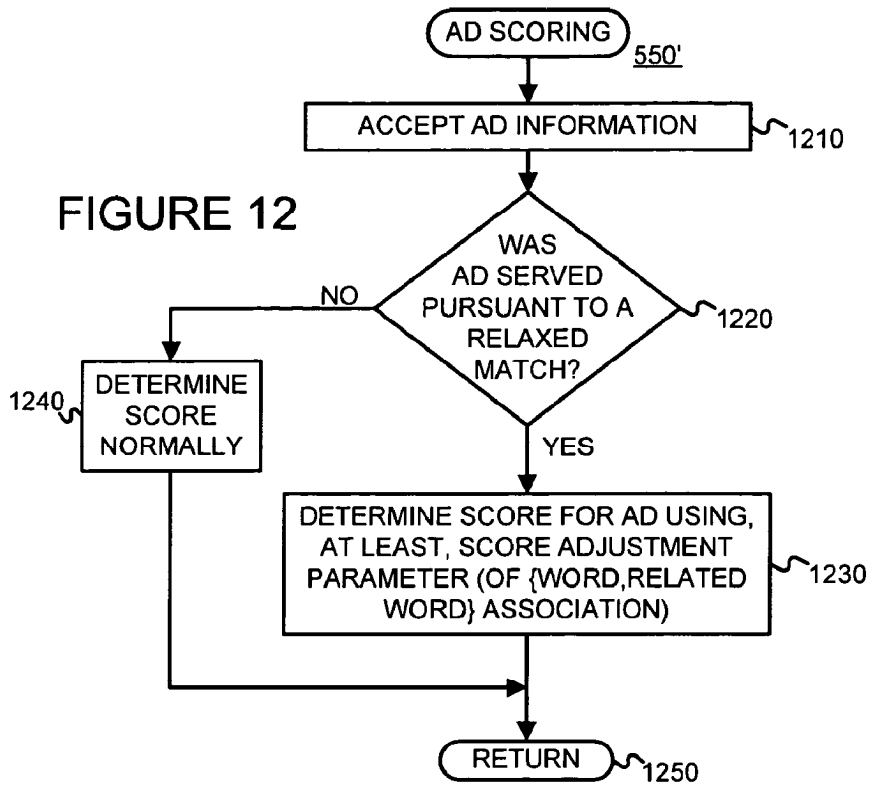 AD SCORING
550'
ACCEPT AD INFORMATION
1210
FIGURE 12
WAS
AD SERVED
PURSUANT TO A
RELAXED
MATCH?
1220
NO
DETERMINE
SCORE
NORMALLY
1240
YES
DETERMINE SCORE FOR AD USING,
AT LEAST, SCORE ADJUSTMENT
PARAMETER (OF {WORD,RELATED
WORD} ASSOCIATION)
1230
RETURN
1250